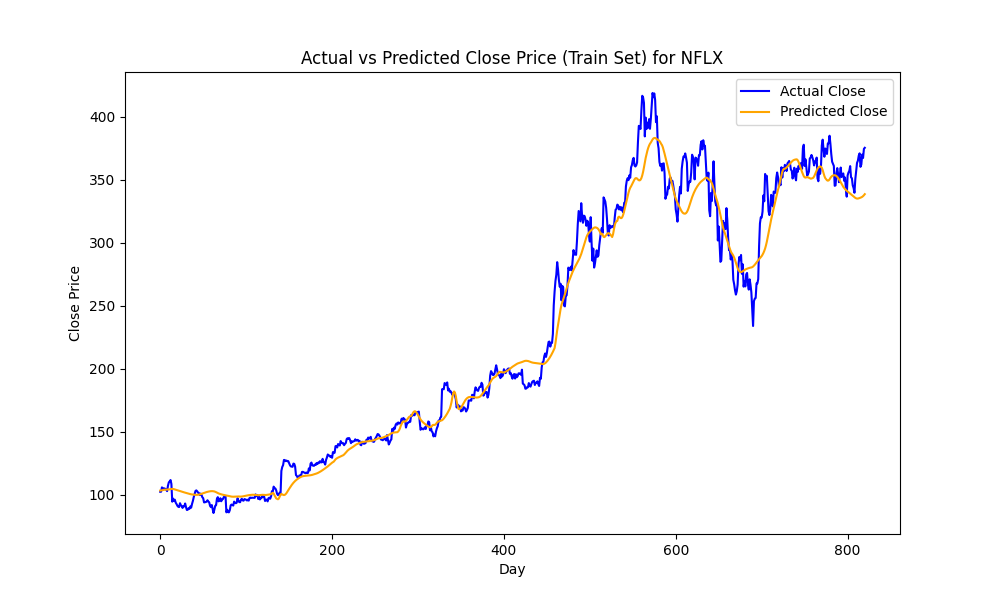 Actual vs Predicted Close Price (Train Set) for NFLX
Actual Close
Predicted Close
400
350
300
250
200
150
100
Close Price
0 200 400 600 800
Day